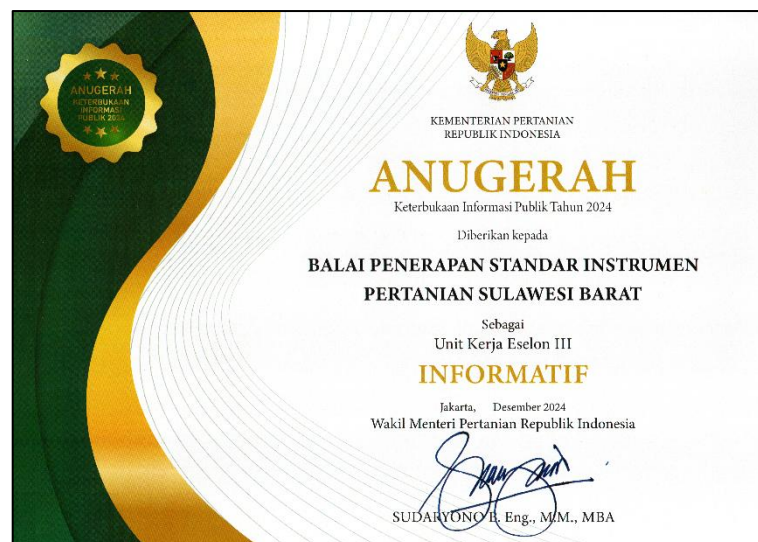 ANUGERAH
KETERBUKAAN
INFORMASI
PUBLIK 2024
KEMENTERIAN PERTANIAN
REPUBLIK INDONESIA
ANUGERAH
Keterbukaan Informasi Publik Tahun 2024
Diberikan kepada
BALAI PENERAPAN STANDAR INSTRUMEN
PERTANIAN SULAWESI BARAT
Sebagai
Unit Kerja Eselon III
INFORMATIF
Jakarta, Desember 2024
Wakil Menteri Pertanian Republik Indonesia
SUDARYONO B. Eng., M.M., MBA